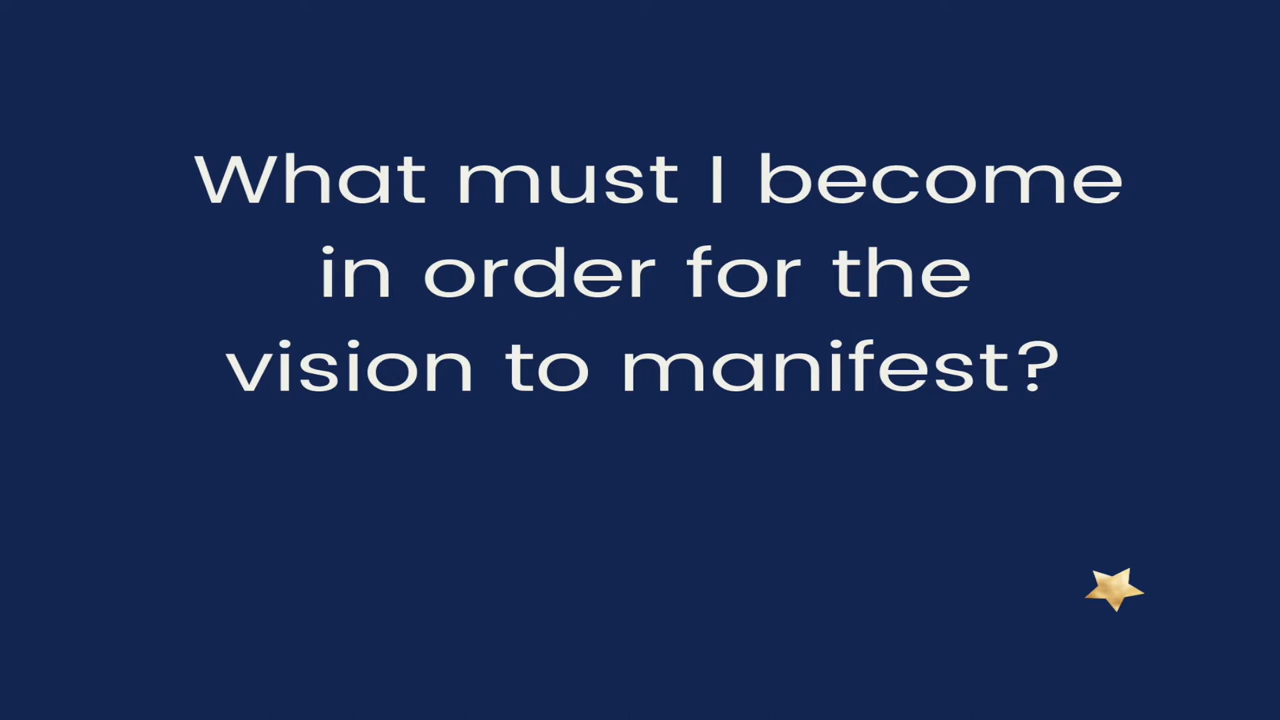 What must I become
in order for the
vision to manifest?